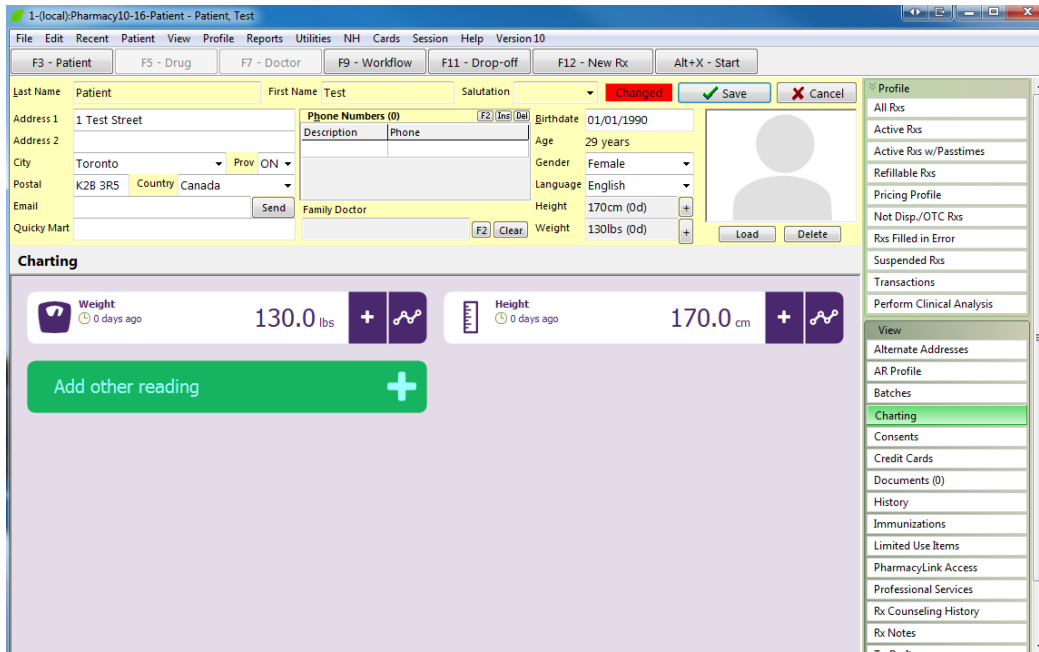 1-(local):Pharmacy10-16-Patient - Patient, Test
File Edit Recent Patient View Profile Reports Utilities NH Cards Session Help Version 10
F3 - Patient F5 - Drug F7 - Doctor F9 - Workflow F11 - Drop-off F12 - New Rx Alt+X - Start
Last Name Patient First Name Test Salutation Changed Save Cancel
Address 1 1 Test Street
Address 2
City Toronto Prov ON
Postal K2B 3R5 Country Canada
Email Send
Quicky Mart
Phone Numbers (0) F2 Ins Del
Description Phone
Family Doctor
F2 Clear
Birthdate 01/01/1990
Age 29 years
Gender Female
Language English
Height 170cm (0d) +
Weight 130lbs (0d) +
Load Delete
Charting
Weight
0 days ago
130.0 lbs +
Height
0 days ago
170.0 cm +
Add other reading +
Profile
All Rxs
Active Rxs
Active Rxs w/Passtimes
Refillable Rxs
Pricing Profile
Not Disp./OTC Rxs
Rxs Filled in Error
Suspended Rxs
Transactions
Perform Clinical Analysis
View
Alternate Addresses
AR Profile
Batches
Charting
Consents
Credit Cards
Documents (0)
History
Immunizations
Limited Use Items
PharmacyLink Access
Professional Services
Rx Counseling History
Rx Notes